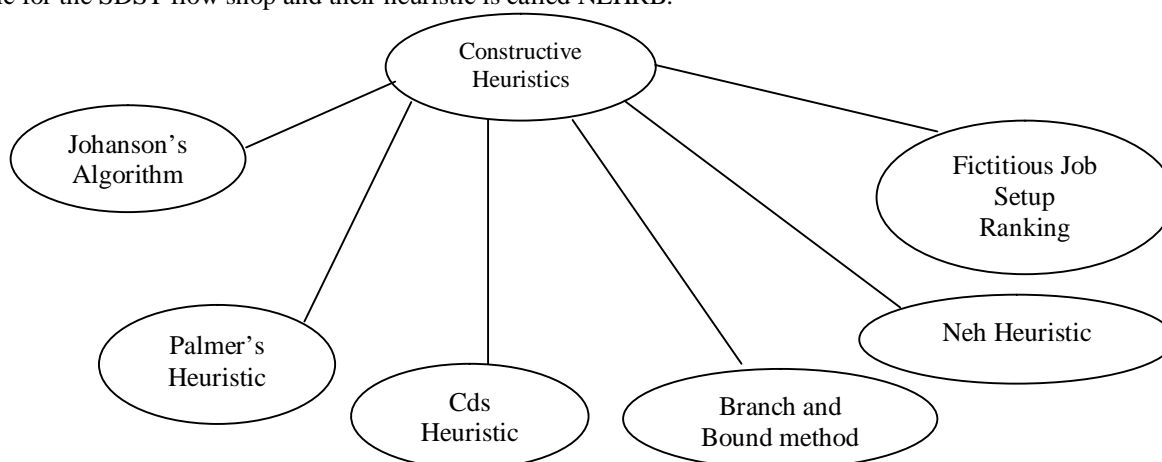 for the SDST flow shop and their heuristic is called NEHRB.
Constructive
Heuristics
Johanson’s
Algorithm
Fictitious Job
Setup
Ranking
Palmer’s
Heuristic
Neh Heuristic
Cds
Heuristic
Branch and
Bound method